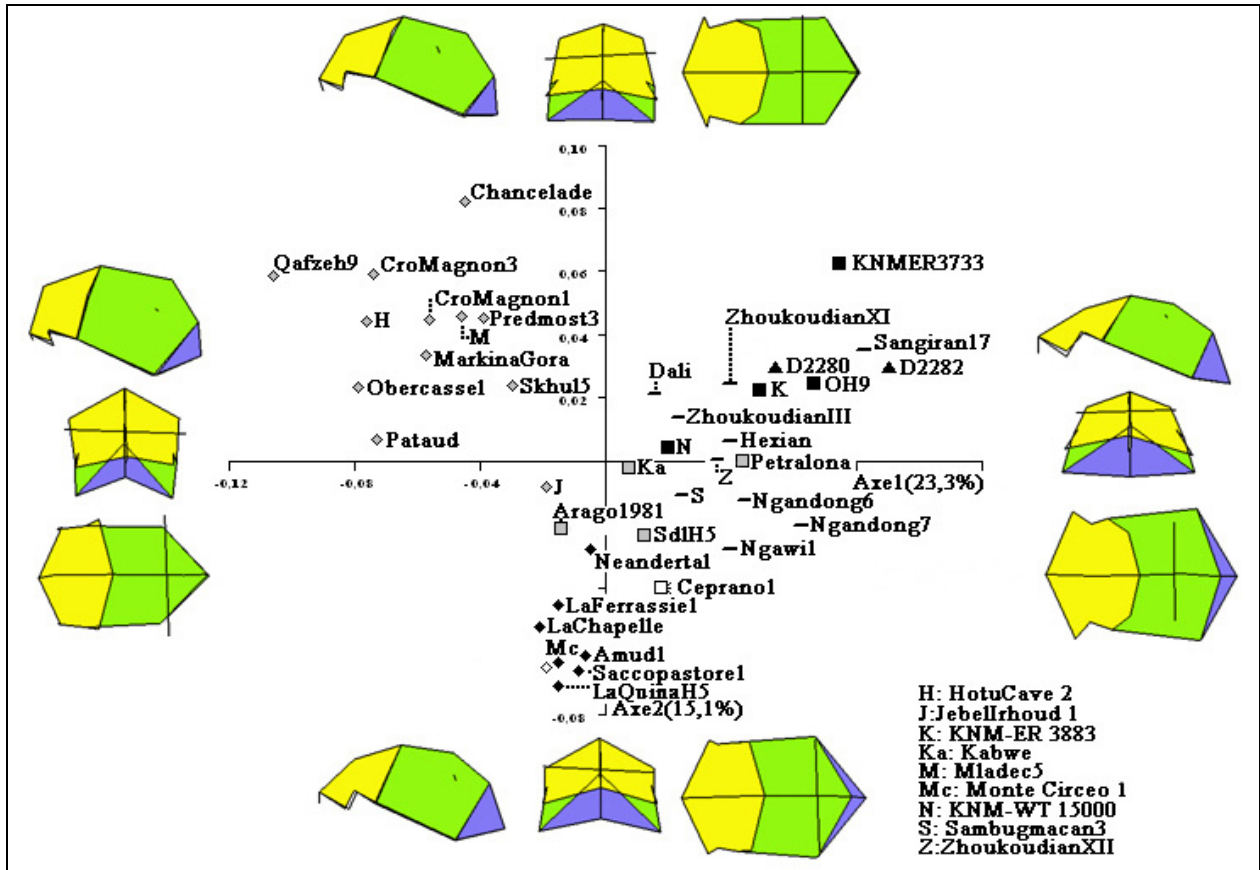 0,10
Chancelade
0,08
Qafzeh9
CroMagnon3
0,06
KNMER3733
CroMagnon1
H
Predmost3
ZhoukoudianXI
0,04
M
Sangiran17
MarkinaGora
Dali
D2280
D2282
Obercassel
Skhul5
K
OH9
0,02
ZhoukoudianIII
Pataud
N
Hexian
Ka
Petralona
-0,12
-0,08
-0,04
Z
Axe1(23,3%)
J
S
Ngandong6
Arago1981
Ngandong7
SdlH5
Neandertal
Ngawi1
Ceprano1
LaFerrassie1
LaChapelle
Mc
Amud1
Saccopastore1
LaQuinaH5
-0,08
Axe2(15,1%)
H: HotuCave 2
J:JebelIrhoud 1
K: KNM-ER 3883
Ka: Kabwe
M: Mladec5
Mc: Monte Circeo 1
N: KNM-WT 15000
S: Sambugmacan3
Z:ZhoukoudianXII